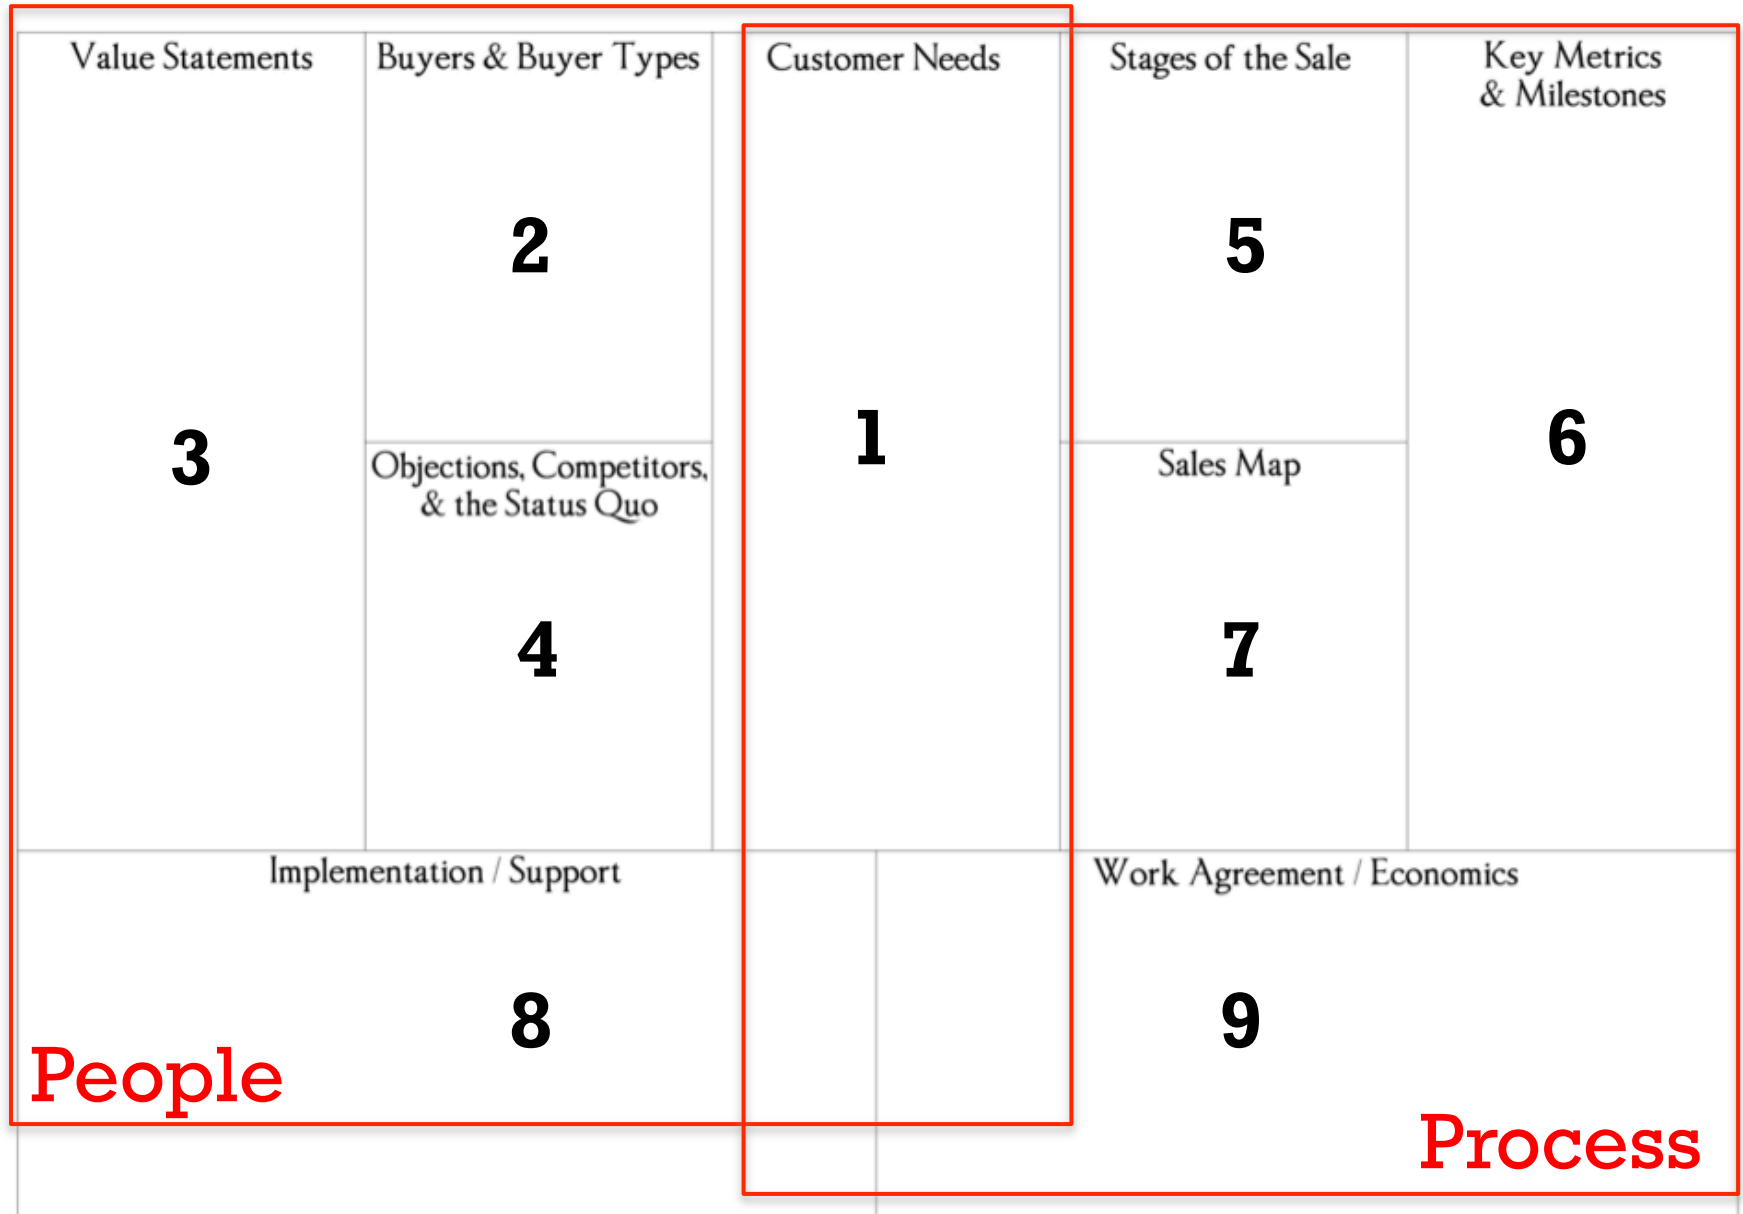 Value Statements
Buyers & Buyer Types
Customer Needs
Stages of the Sale
Key Metrics
& Milestones
2
5
3
1
6
Objections, Competitors,
& the Status Quo
Sales Map
4
7
Implementation / Support
Work Agreement / Economics
8
9
People
Process